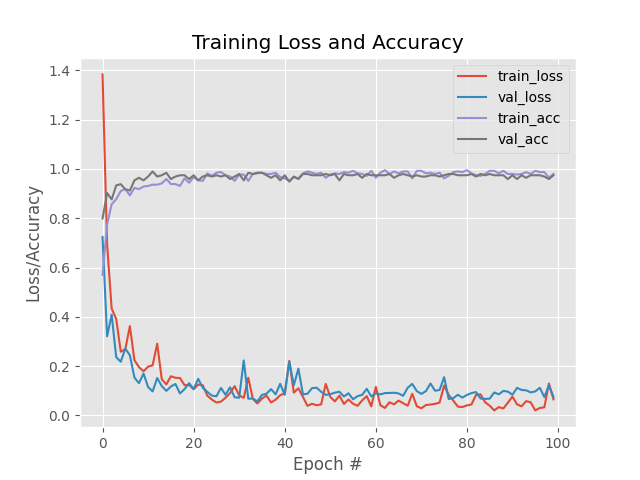 Training Loss and Accuracy
train_loss
val_loss
train_acc
val_acc
1.4
1.2
1.0
0.8
0.6
0.4
0.2
0.0
Loss/Accuracy
0 20 40 60 80 100
Epoch #